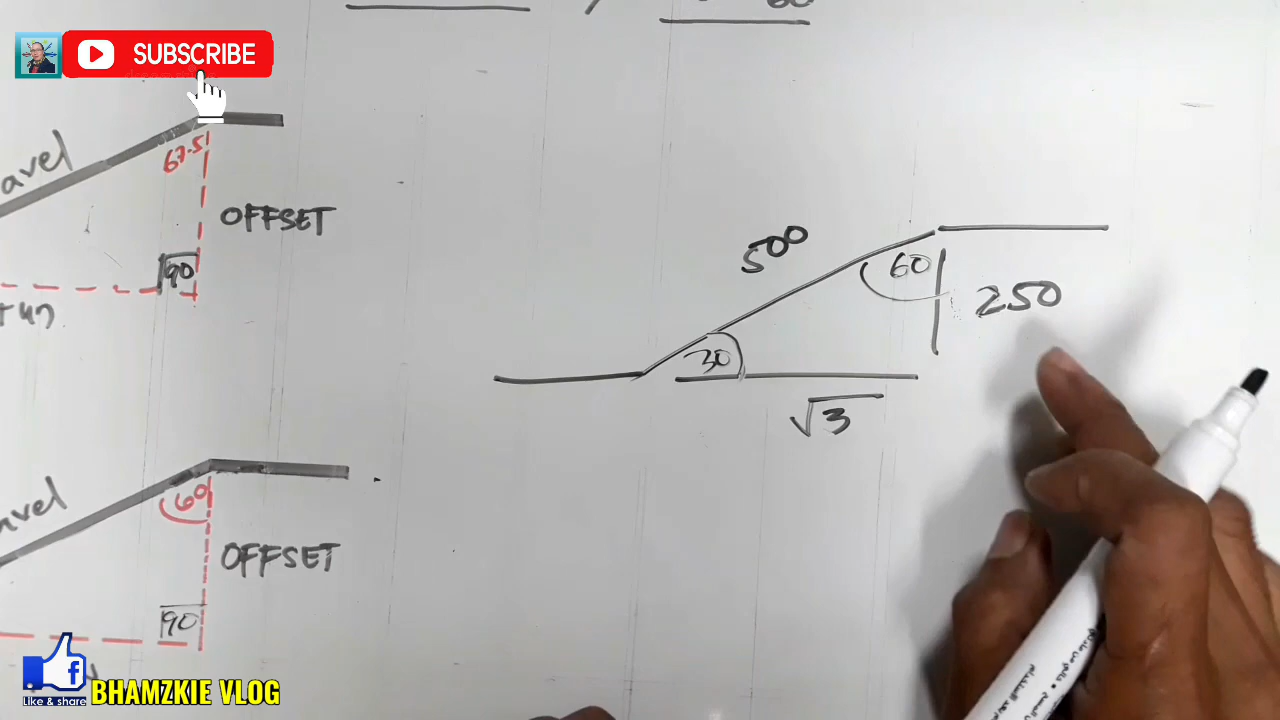 60
SUBSCRIBE
avel
67.5
OFFSET
90
500
60
250
30
√3
avel
60
OFFSET
90
Like & share
BHAMZKIE VLOG